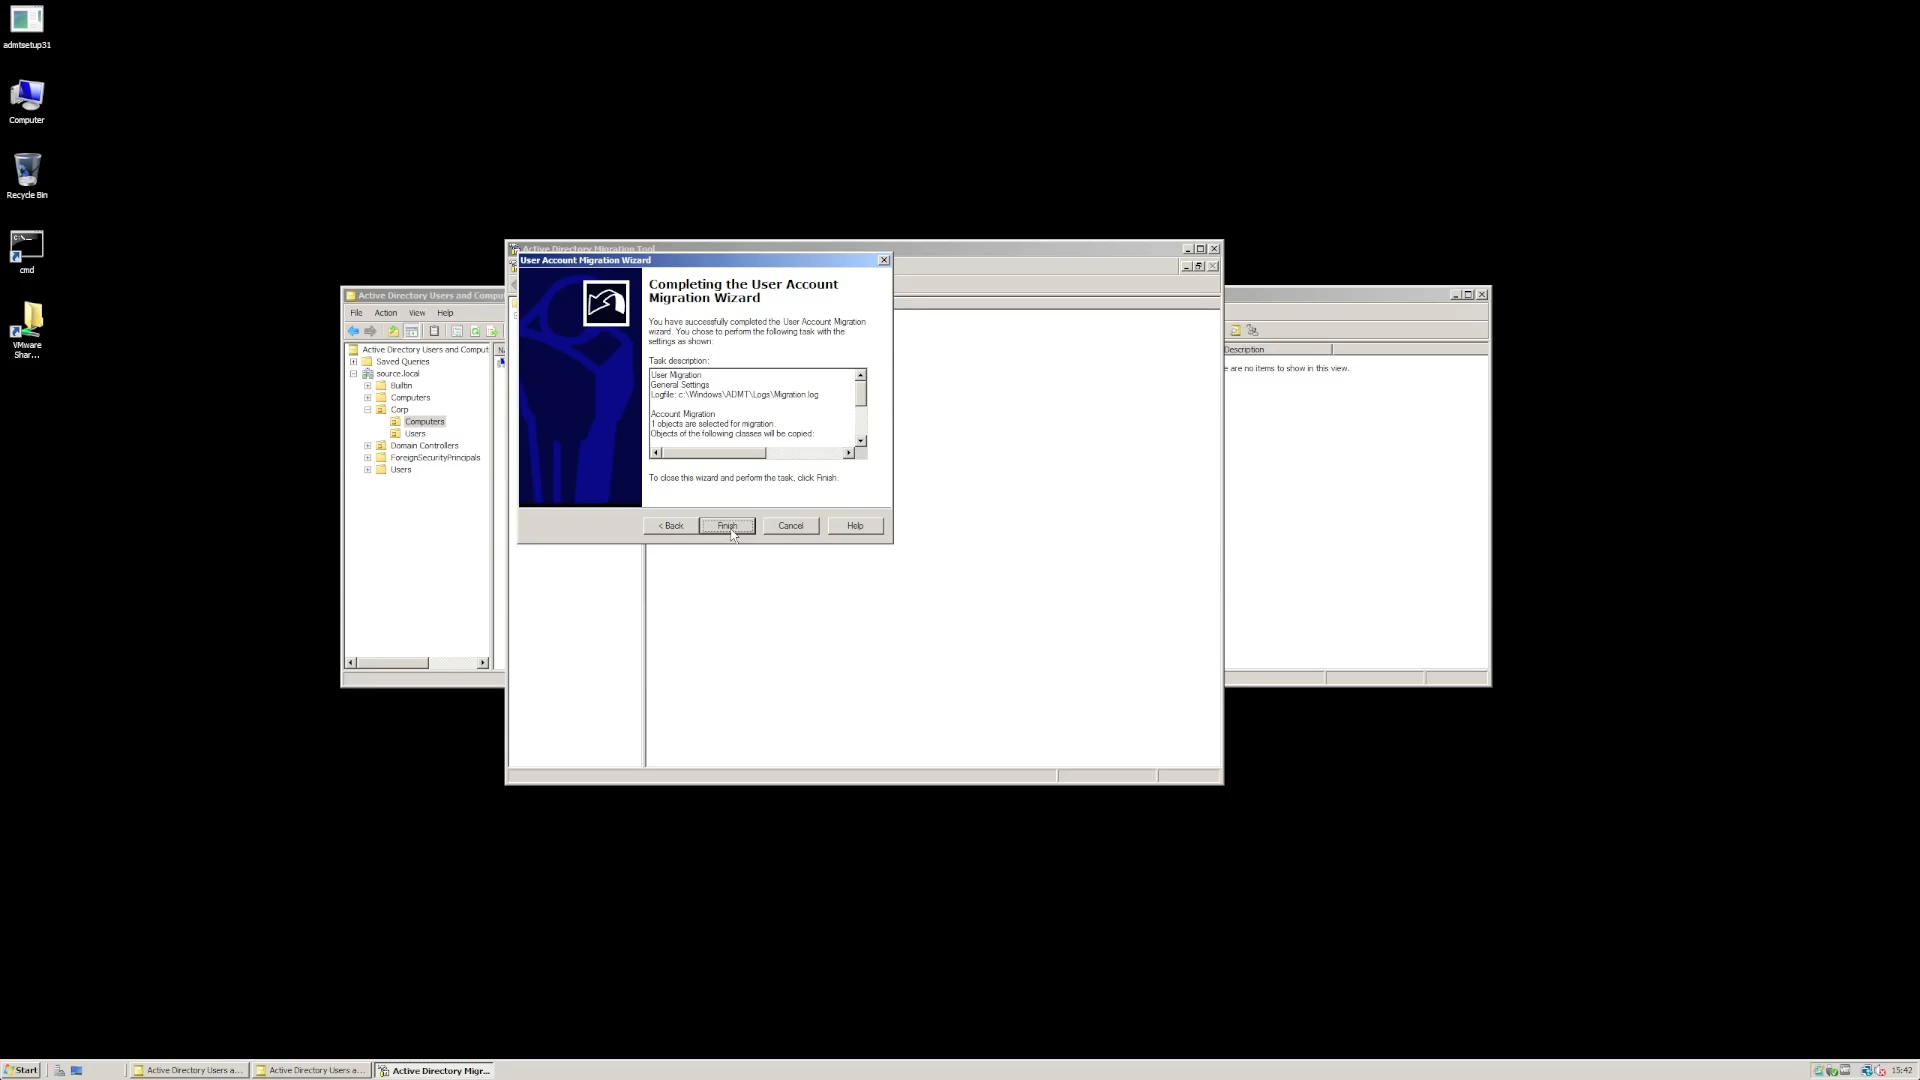 admtsetup31
Computer
Recycle Bin
cmd
VMware
Shar...
Active Directory Users and Compu
File Action View Help
Active Directory Users and Comput
Saved Queries
source.local
Builtin
Computers
Corp
Computers
Users
Domain Controllers
ForeignSecurityPrincipals
Users
Active Directory Migration Tool
User Account Migration Wizard
Completing the User Account
Migration Wizard
You have successfully completed the User Account Migration
wizard. You chose to perform the following task with the
settings as shown:
Task description:
User Migration
General Settings
Logfile: c:\Windows\ADMT\Logs\Migration.log
Account Migration
1 objects are selected for migration.
Objects of the following classes will be copied:
To close this wizard and perform the task, click Finish.
< Back Finish Cancel Help
Description
e are no items to show in this view.
Start Active Directory Users a... Active Directory Users a... Active Directory Migr... 15:42